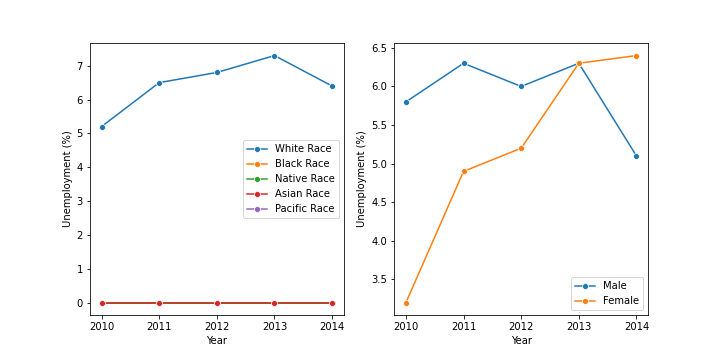 7
6
5
4
3
2
1
0
Unemployment (%)
2010 2011 2012 2013 2014
Year
White Race
Black Race
Native Race
Asian Race
Pacific Race
6.5
6.0
5.5
5.0
4.5
4.0
3.5
Unemployment (%)
2010 2011 2012 2013 2014
Year
Male
Female